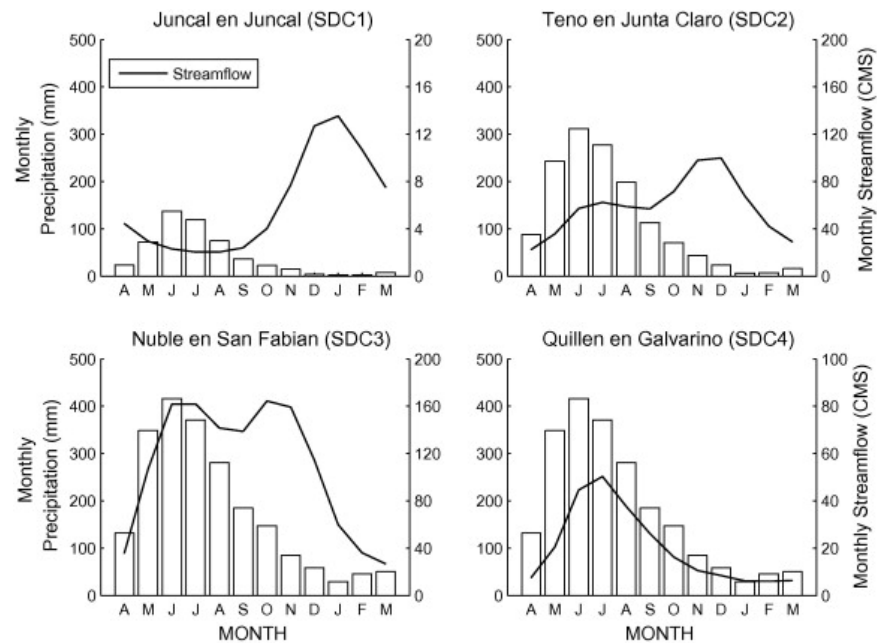 Juncal en Juncal (SDC1)
Teno en Junta Claro (SDC2)
Monthly
Precipitation (mm)
500
400
300
200
100
0
Streamflow
20
16
12
8
4
0
A M J J A S O N D J F M
500
400
300
200
100
0
200
160
120
80
40
0
A M J J A S O N D J F M
Monthly Streamflow (CMS)
Nuble en San Fabian (SDC3)
Quillen en Galvarino (SDC4)
Monthly
Precipitation (mm)
500
400
300
200
100
0
200
160
120
80
40
0
A M J J A S O N D J F M
MONTH
500
400
300
200
100
0
100
80
60
40
20
0
A M J J A S O N D J F M
MONTH
Monthly Streamflow (CMS)